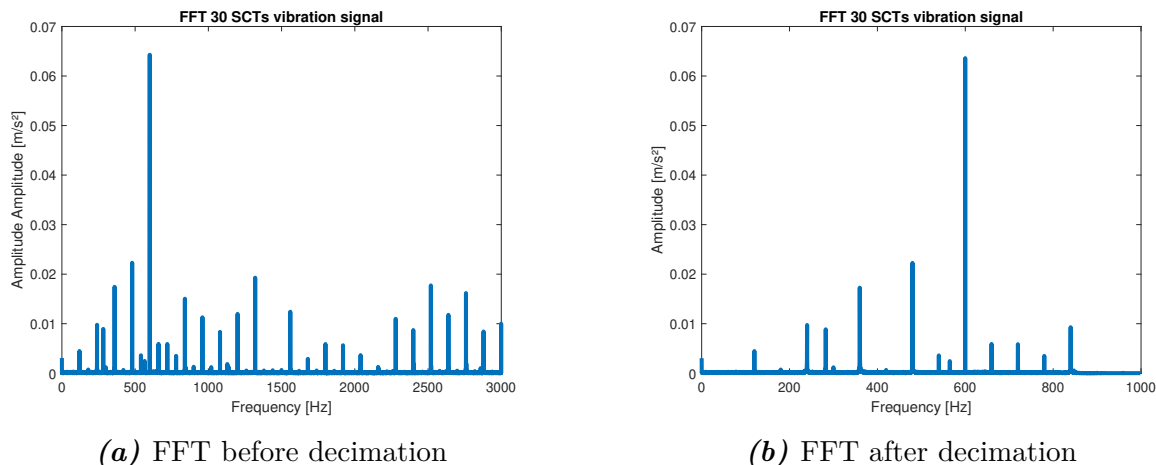 FFT 30 SCTs vibration signal
0.07
0.06
0.05
0.04
0.03
0.02
0.01
0
Amplitude Amplitude [m/s²]
0 500 1000 1500 2000 2500 3000
Frequency [Hz]
(a) FFT before decimation
FFT 30 SCTs vibration signal
0.07
0.06
0.05
0.04
0.03
0.02
0.01
0
Amplitude [m/s²]
0 200 400 600 800 1000
Frequency [Hz]
(b) FFT after decimation